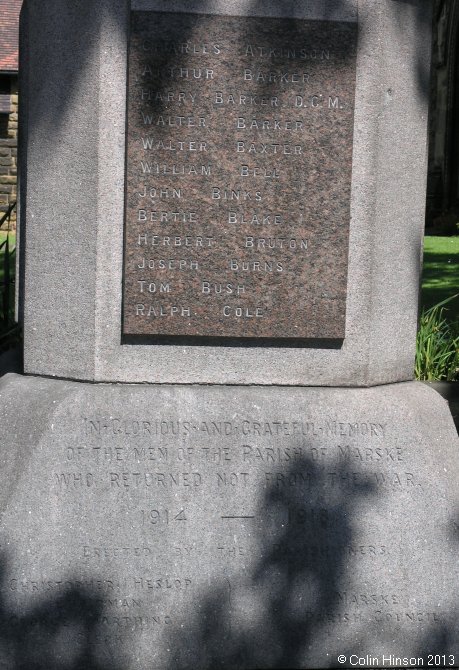 CHARLES ATKINSON
ARTHUR BARKER
HARRY BARKER, D.C.M.
WALTER BARKER
WALTER BAXTER
WILLIAM BELL
JOHN BINKS
BERTIE BLAKE
HERBERT BRUTON
JOSEPH BURNS
TOM BUSH
RALPH COLE
IN·GLORIOUS·AND·GRATEFUL·MEMORY
OF THE MEN OF THE PARISH OF MARSKE
WHO RETURNED NOT FROM THE WAR.
1914 — 1918
ERECTED BY THE PARISHIONERS.
CHRISTOPHER HESLOP
MARSKE
PARISH COUNCIL
© Colin Hinson 2013